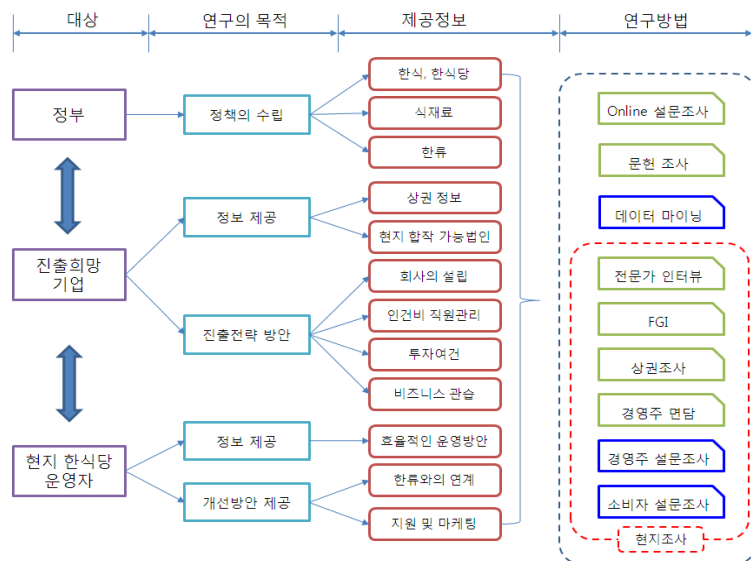 대상
연구의 목적
제공정보
연구방법
정부
정책의 수립
한식, 한식당
식재료
한류
진출희망
기업
정보 제공
상권 정보
현지 합작 가능법인
진출전략 방안
회사의 설립
인건비 직원관리
투자여건
비즈니스 관습
현지 한식당
운영자
정보 제공
효율적인 운영방안
개선방안 제공
한류와의 연계
지원 및 마케팅
Online 설문조사
문헌 조사
데이터 마이닝
전문가 인터뷰
FGI
상권조사
경영주 면담
경영주 설문조사
소비자 설문조사
현지조사